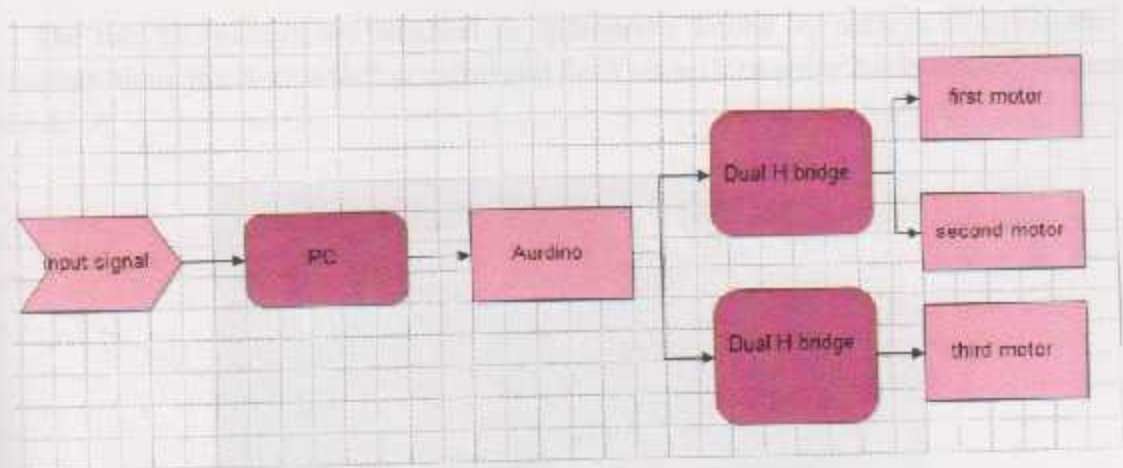 input signal
PC
Aurdino
Dual H bridge
Dual H bridge
first motor
second motor
third motor